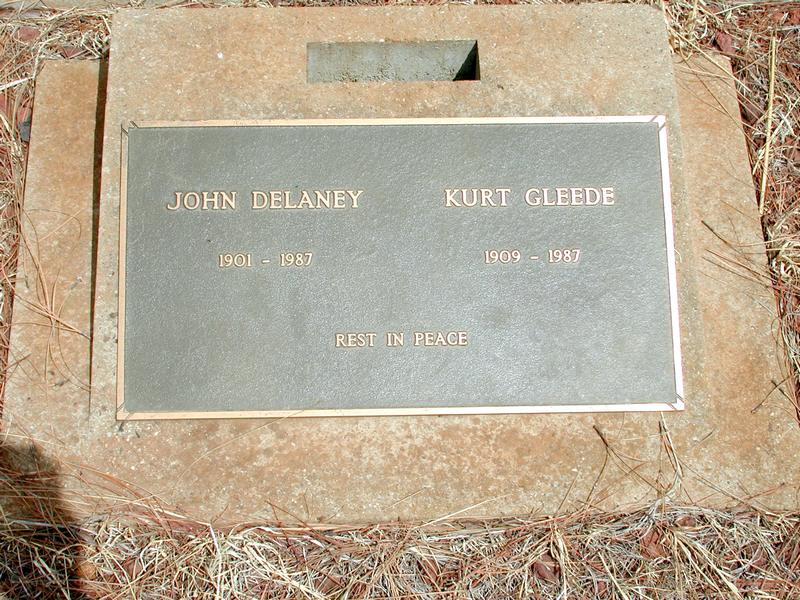 JOHN DELANEY KURT GLEEDE
1901 - 1987 1909 - 1987
REST IN PEACE